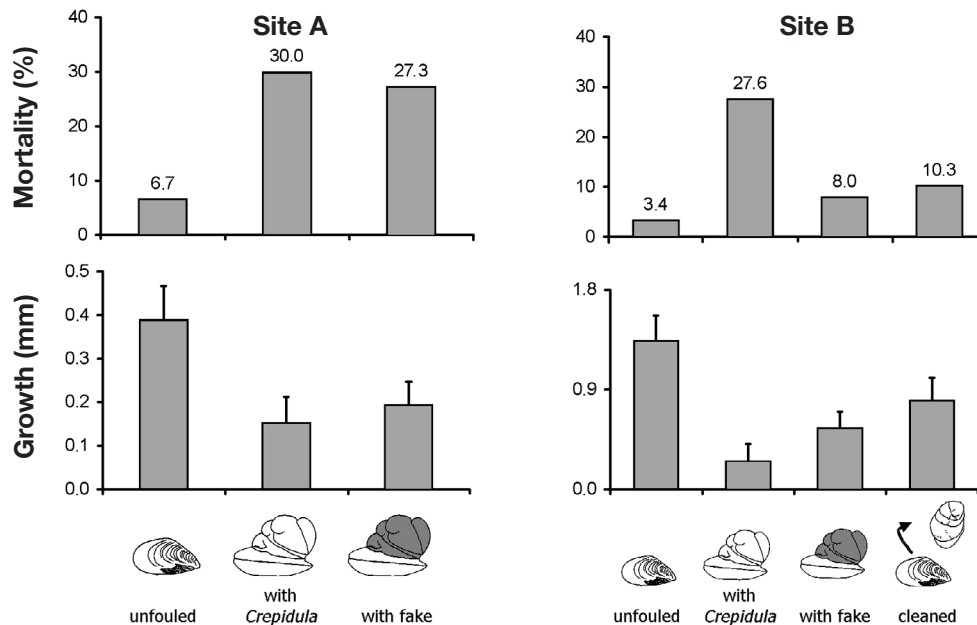 Site A
Site B
Mortality (%)
40
30
20
10
0
6.7
30.0
27.3
40
30
20
10
0
3.4
27.6
8.0
10.3
Growth (mm)
0.5
0.4
0.3
0.2
0.1
0.0
1.8
0.9
0.0
unfouled
with
Crepidula
with fake
unfouled
with
Crepidula
with fake
cleaned